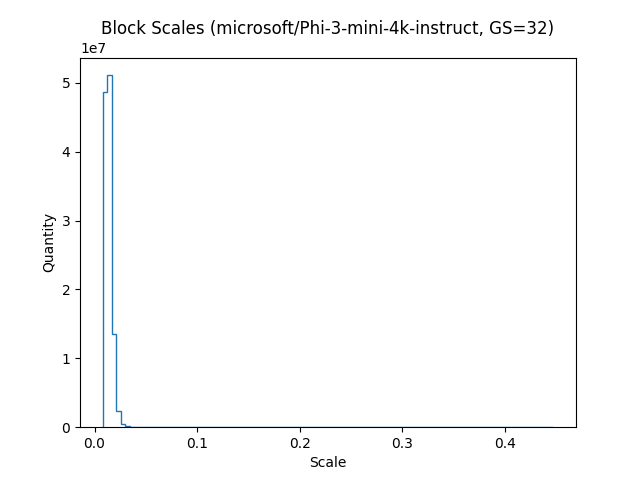 Block Scales (microsoft/Phi-3-mini-4k-instruct, GS=32)
1e7
5
4
3
2
1
0
Quantity
0.0 0.1 0.2 0.3 0.4
Scale